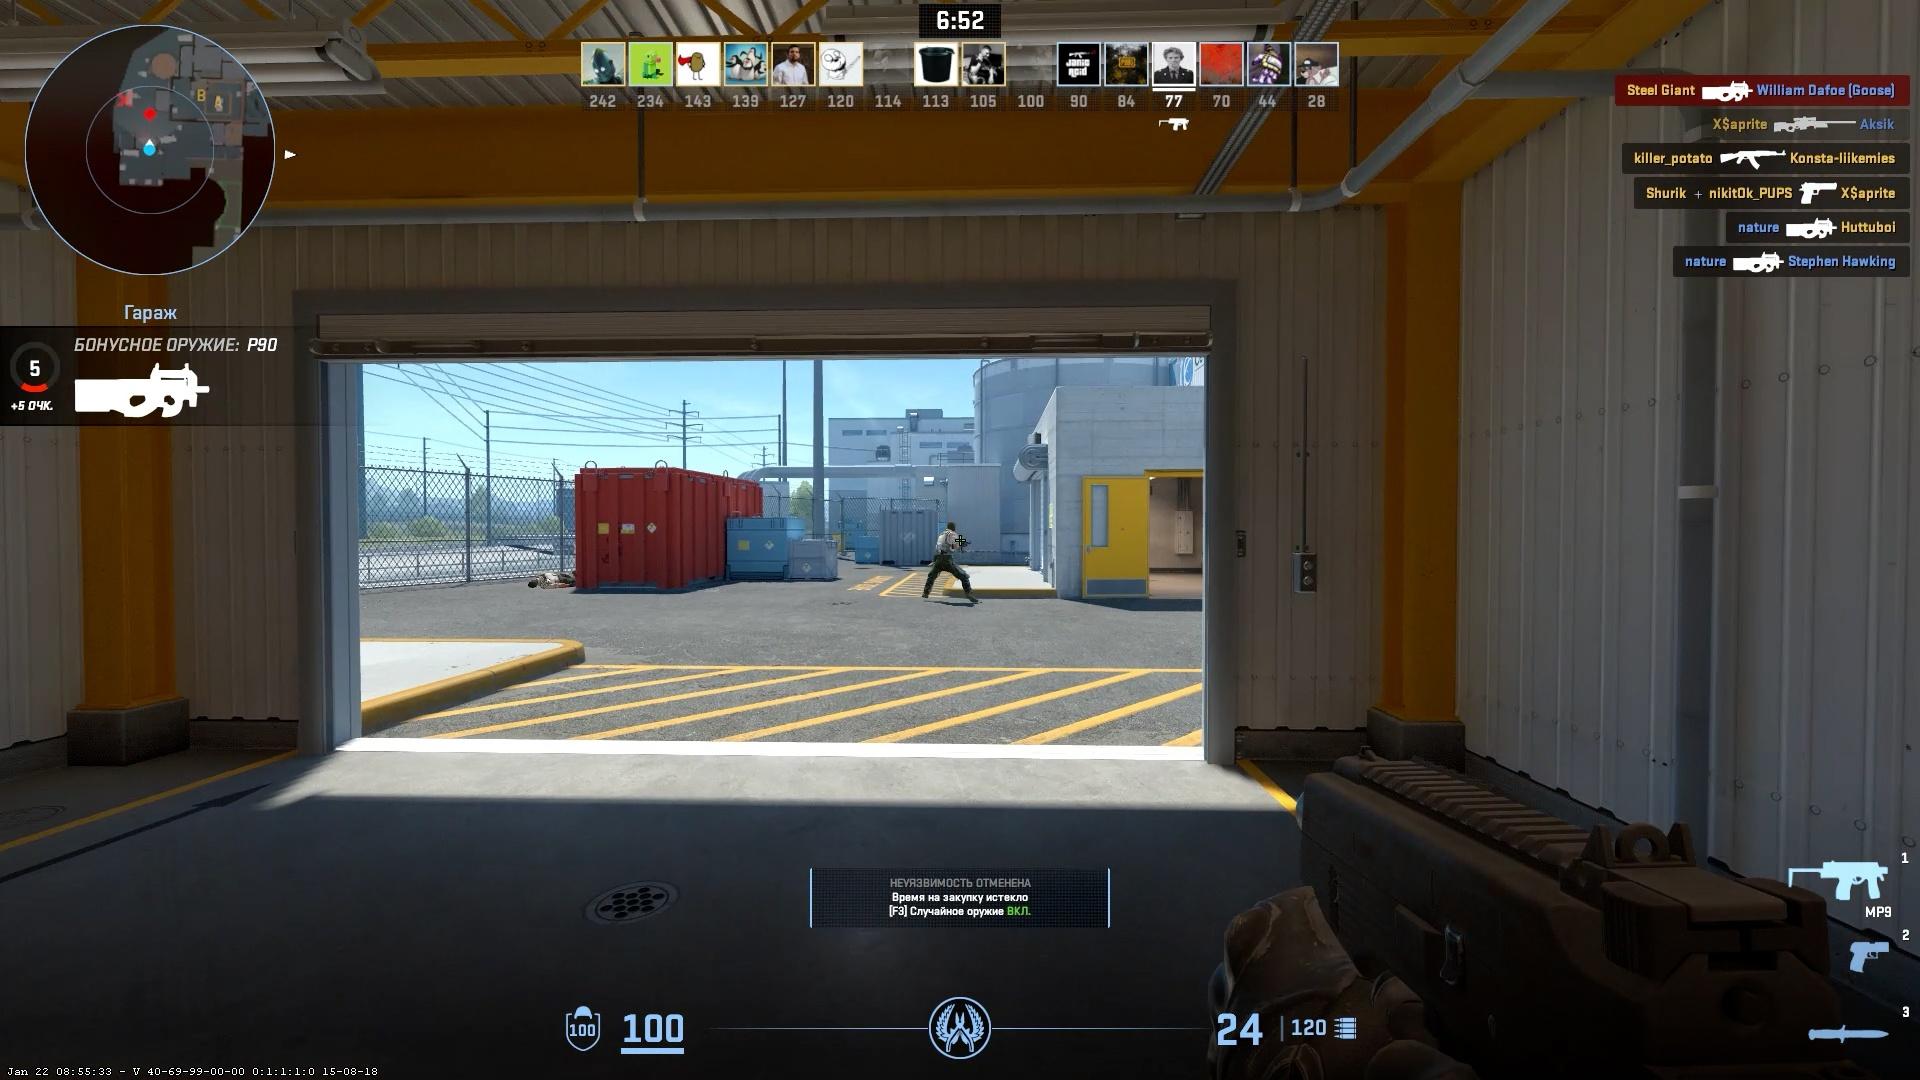 6:52
B
A
242 234 143 139 127 120 114 113 105 100 90 84 77 70 44 28
Janic
Acid
Steel Giant William Dafoe (Goose)
X$aprite Aksik
killer_potato Konsta-liikemies
Shurik + nikitOk_PUPS X$aprite
nature Huttuboi
nature Stephen Hawking
Гараж
БОНУСНОЕ ОРУЖИЕ: P90
5
+5 ОЧК.
НЕУЯЗВИМОСТЬ ОТМЕНЕНА
Время на закупку истекло
[F3] Случайное оружие ВКЛ.
1
MP9
2
3
100 100
24 | 120
Jan 22 08:55:33 - V 40-69-99-00-00 0:1:1:1:0 15-08-18